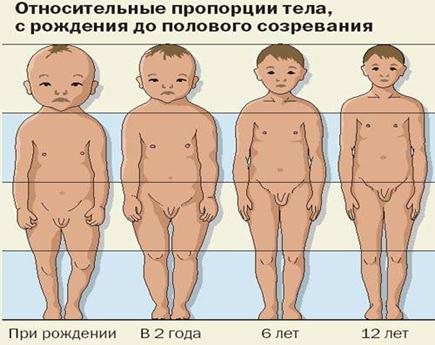 Относительные пропорции тела,
с рождения до полового созревания
При рождении В 2 года 6 лет 12 лет